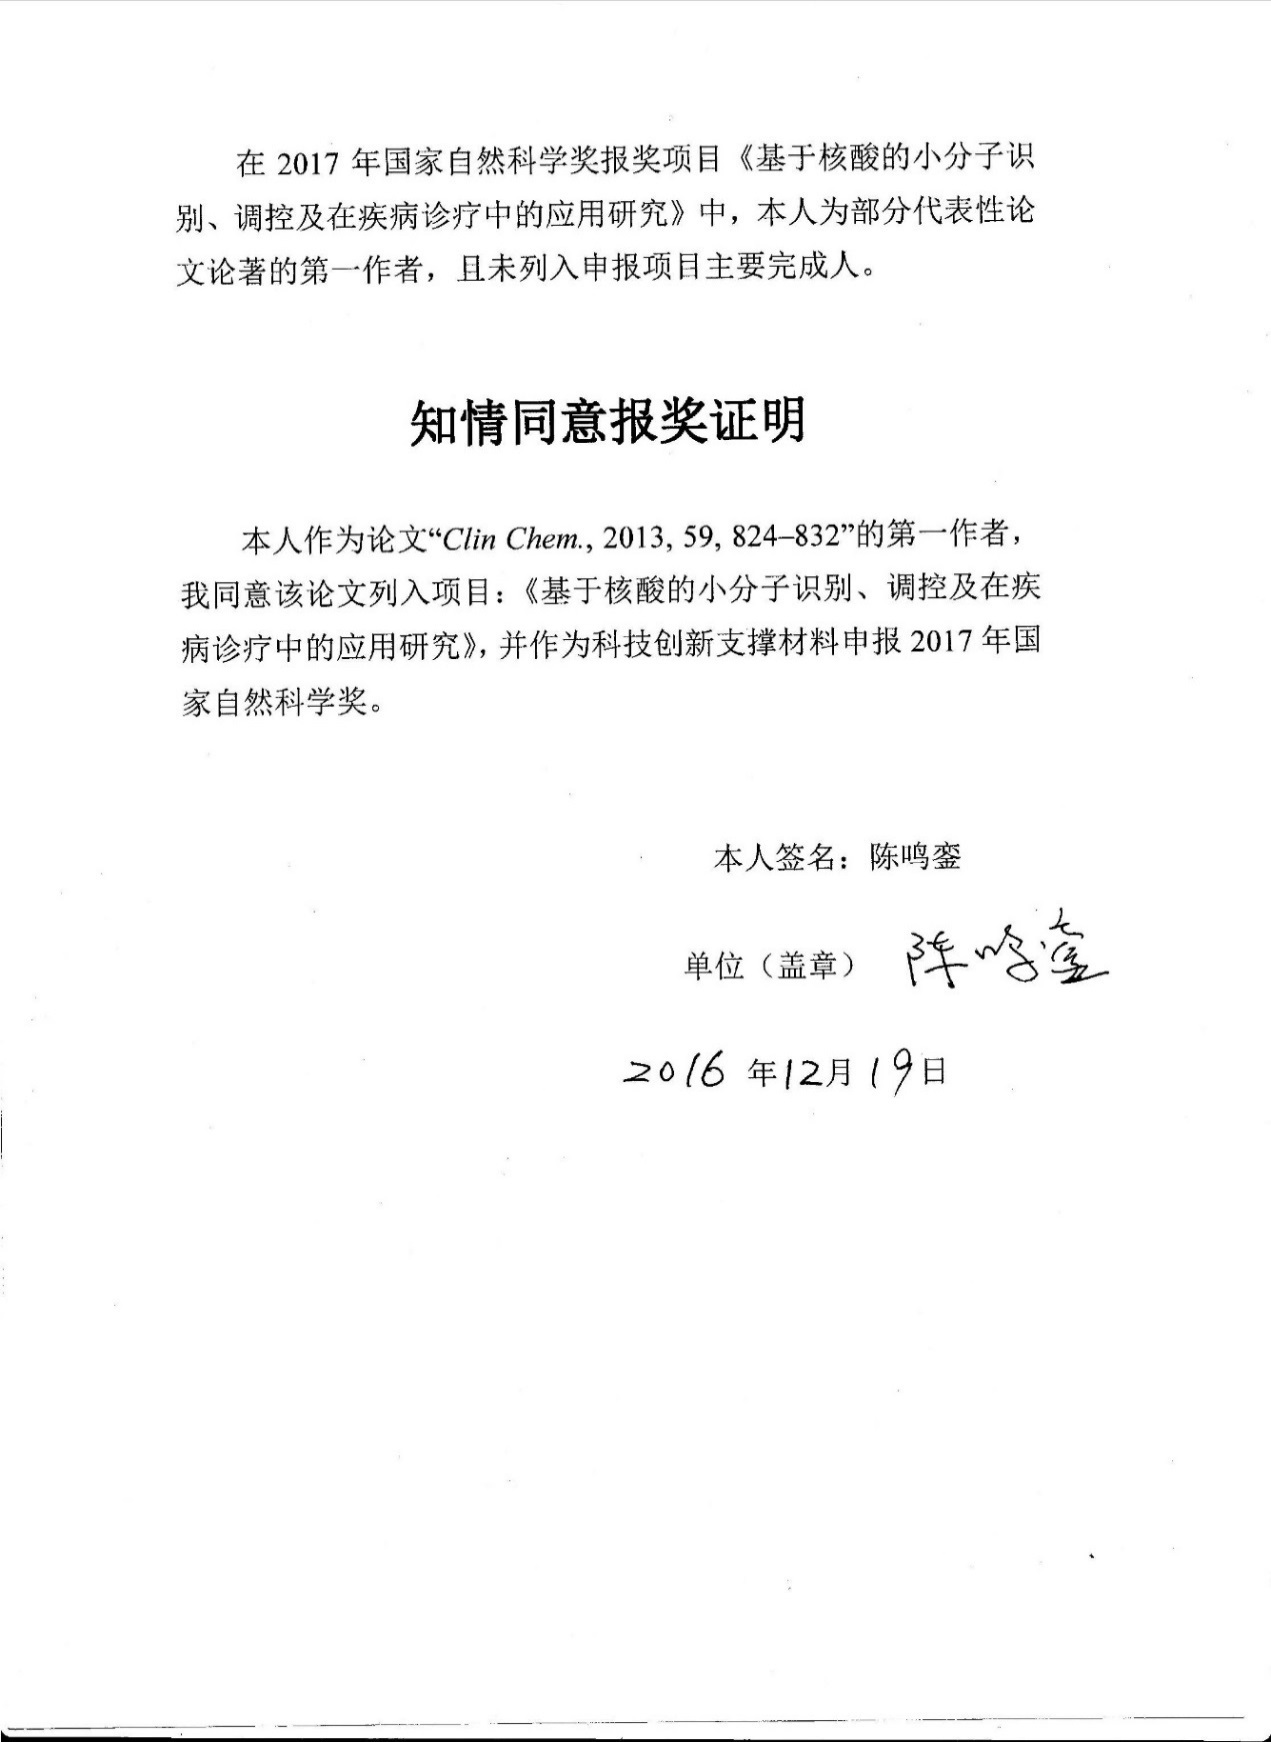 在 2017 年国家自然科学奖报奖项目《基于核酸的小分子识
别、调控及在疾病诊疗中的应用研究》中，本人为部分代表性论
文论著的第一作者，且未列入申报项目主要完成人。
知情同意报奖证明
本人作为论文“Clin Chem., 2013, 59, 824–832”的第一作者，
我同意该论文列入项目：《基于核酸的小分子识别、调控及在疾
病诊疗中的应用研究》，并作为科技创新支撑材料申报 2017 年国
家自然科学奖。
本人签名：陈鸣銮
单位（盖章） 陈鸣銮
2016 年12月19日